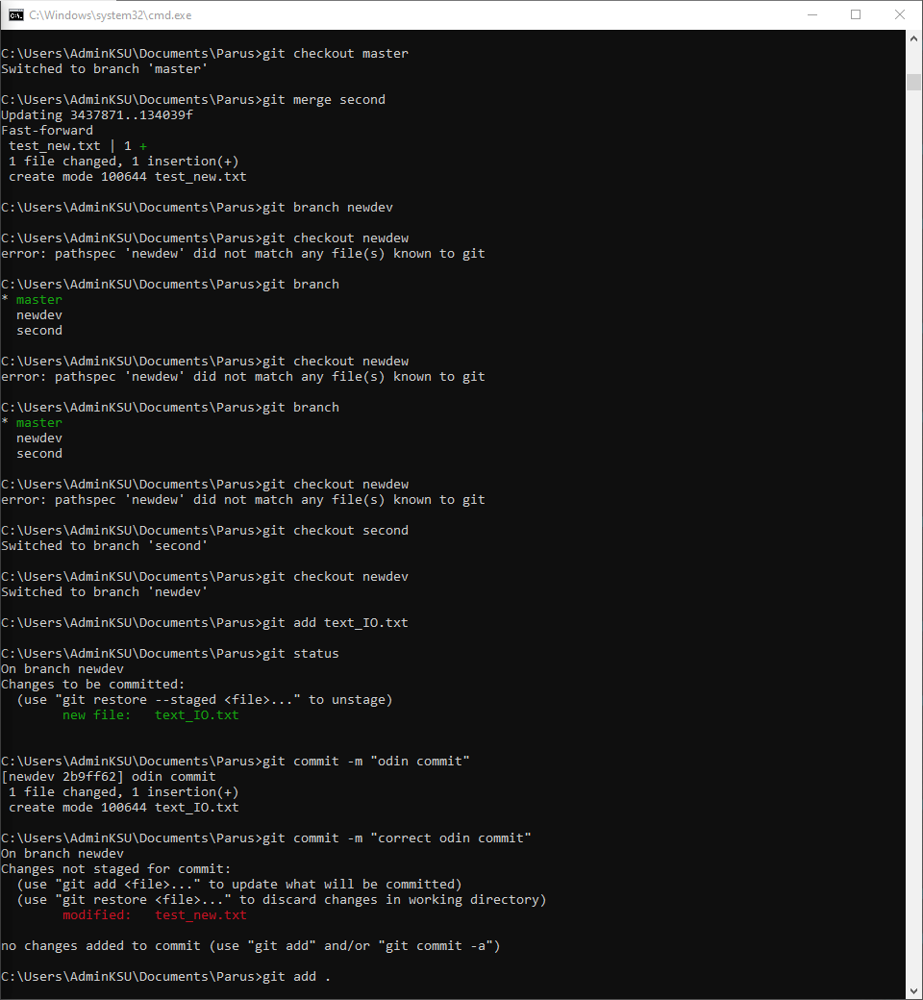 C:\Windows\system32\cmd.exe
C:\Users\AdminKSU\Documents\Parus>git checkout master
Switched to branch 'master'
C:\Users\AdminKSU\Documents\Parus>git merge second
Updating 3437871..134039f
Fast-forward
 test_new.txt | 1 +
 1 file changed, 1 insertion(+)
 create mode 100644 test_new.txt
C:\Users\AdminKSU\Documents\Parus>git branch newdev
C:\Users\AdminKSU\Documents\Parus>git checkout newdew
error: pathspec 'newdew' did not match any file(s) known to git
C:\Users\AdminKSU\Documents\Parus>git branch
* master
  newdev
  second
C:\Users\AdminKSU\Documents\Parus>git checkout newdew
error: pathspec 'newdew' did not match any file(s) known to git
C:\Users\AdminKSU\Documents\Parus>git branch
* master
  newdev
  second
C:\Users\AdminKSU\Documents\Parus>git checkout newdew
error: pathspec 'newdew' did not match any file(s) known to git
C:\Users\AdminKSU\Documents\Parus>git checkout second
Switched to branch 'second'
C:\Users\AdminKSU\Documents\Parus>git checkout newdev
Switched to branch 'newdev'
C:\Users\AdminKSU\Documents\Parus>git add text_IO.txt
C:\Users\AdminKSU\Documents\Parus>git status
On branch newdev
Changes to be committed:
  (use "git restore --staged <file>..." to unstage)
        new file:   text_IO.txt
C:\Users\AdminKSU\Documents\Parus>git commit -m "odin commit"
[newdev 2b9ff62] odin commit
 1 file changed, 1 insertion(+)
 create mode 100644 text_IO.txt
C:\Users\AdminKSU\Documents\Parus>git commit -m "correct odin commit"
On branch newdev
Changes not staged for commit:
  (use "git add <file>..." to update what will be committed)
  (use "git restore <file>..." to discard changes in working directory)
        modified:   test_new.txt
no changes added to commit (use "git add" and/or "git commit -a")
C:\Users\AdminKSU\Documents\Parus>git add .